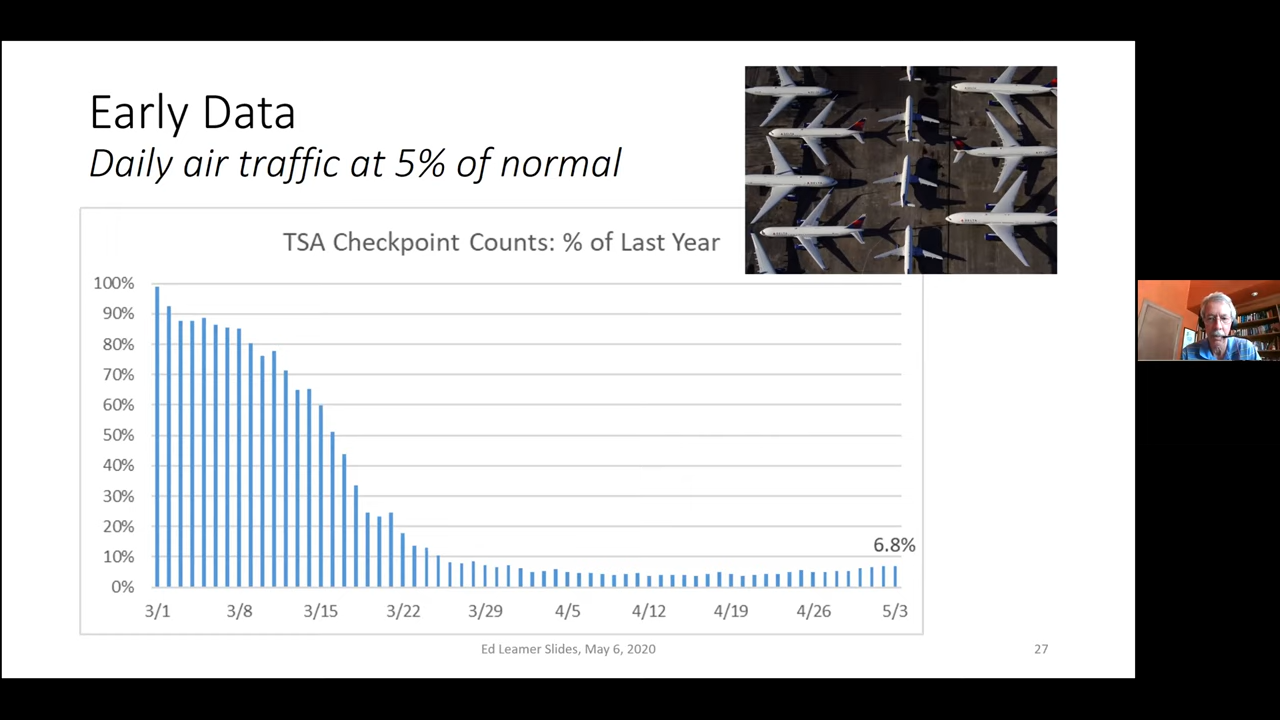 Early Data
Daily air traffic at 5% of normal
TSA Checkpoint Counts: % of Last Year
100%
90%
80%
70%
60%
50%
40%
30%
20%
10%
0%
6.8%
3/1 3/8 3/15 3/22 3/29 4/5 4/12 4/19 4/26 5/3
Ed Leamer Slides, May 6, 2020
27